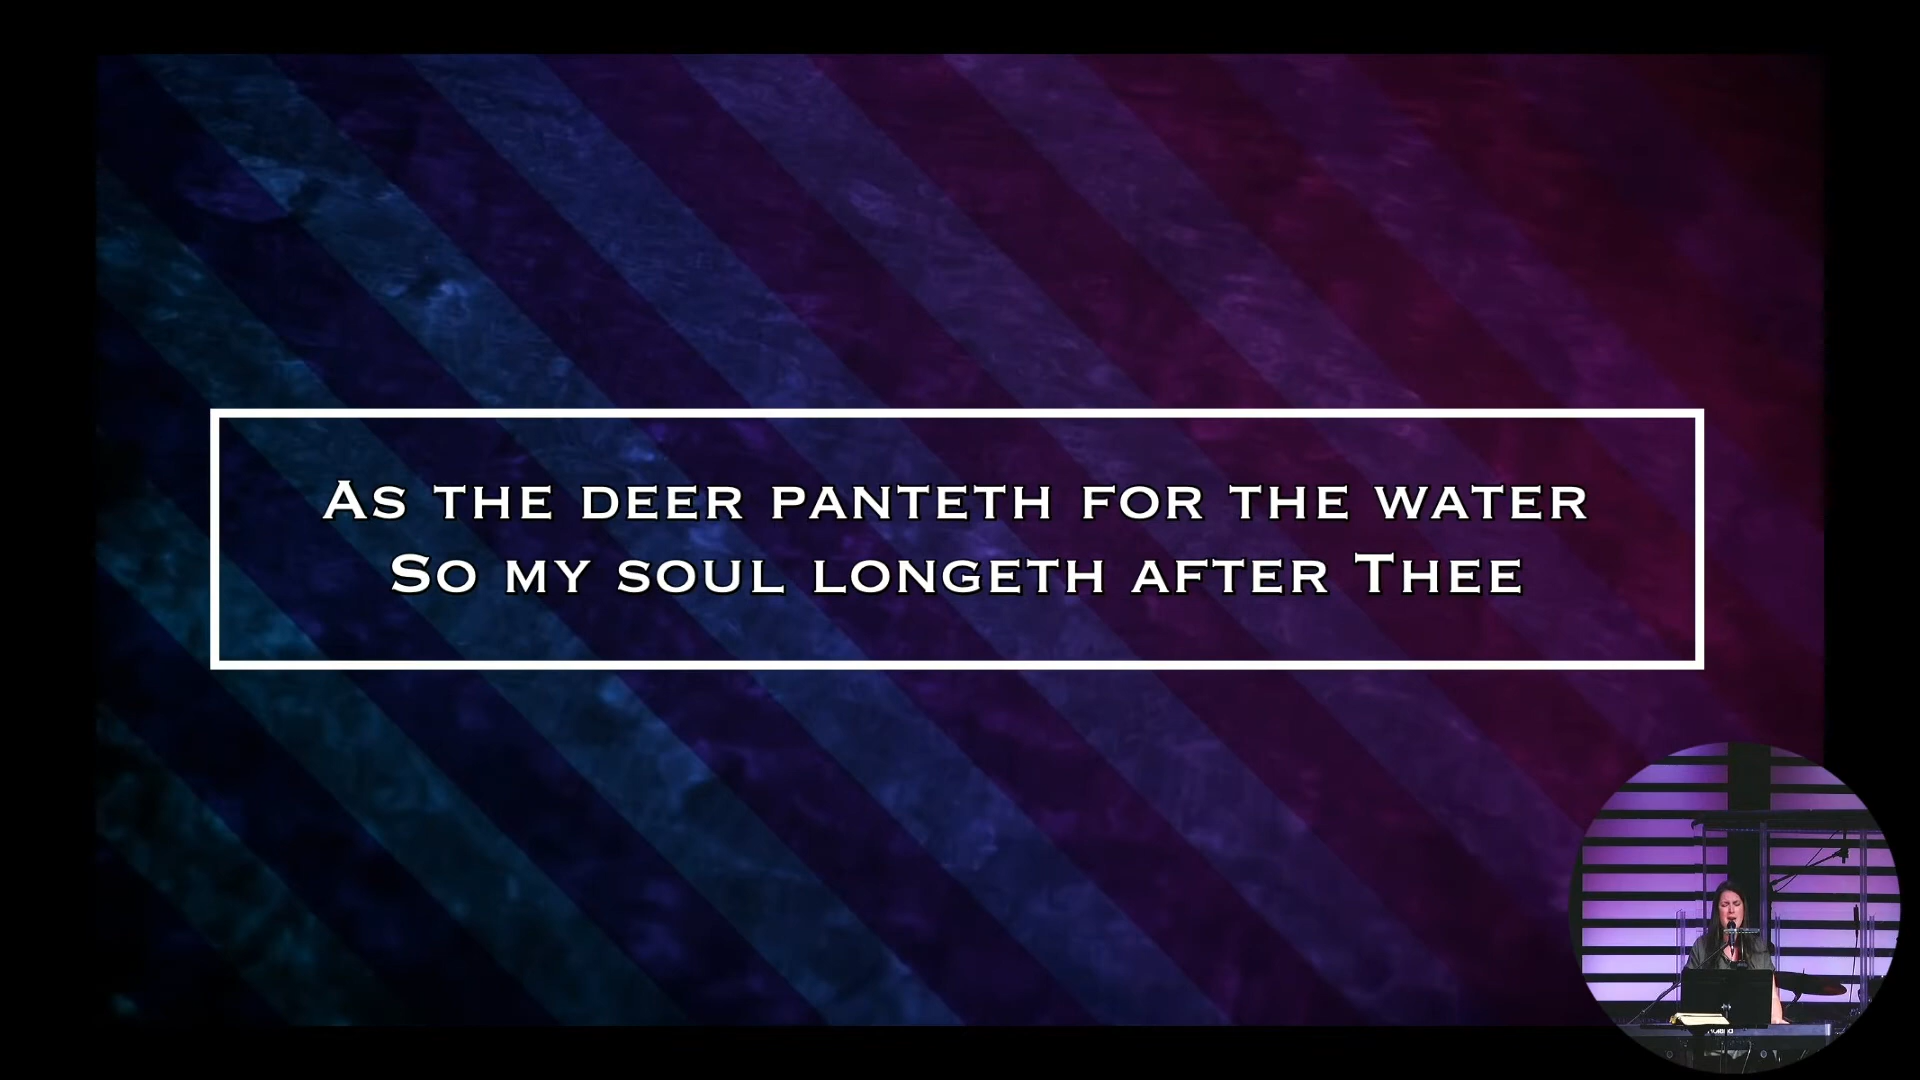 As the deer panteth for the water
So my soul longeth after Thee